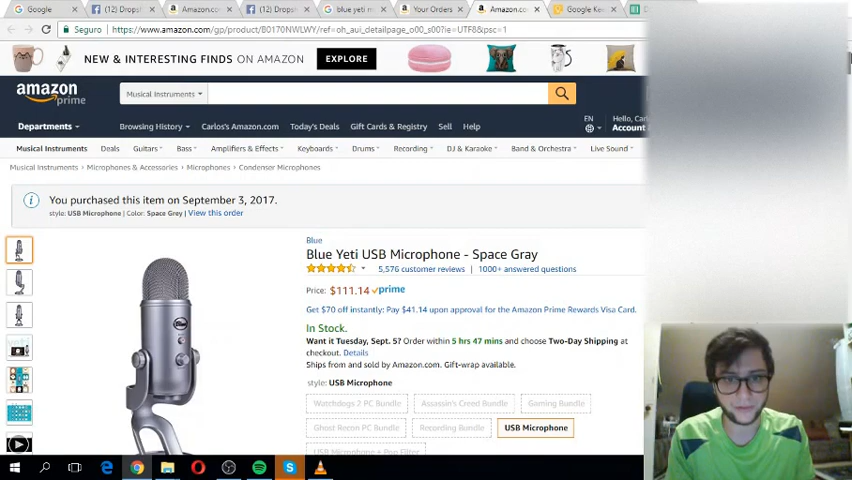 Google
(12) Dropsh
Amazon.co
(12) Drops
blue yeti m
Your Orders
Amazon.co
Google Kee
Seguro
https://www.amazon.com/gp/product/B0170NWLWY/ref=oh_aui_detailpage_o00_s00?ie=UTF8&psc=1
NEW & INTERESTING FINDS ON AMAZON
EXPLORE
amazon
prime
Musical Instruments
EN
Hello, Carlos
Departments
Browsing History
Carlos's Amazon.com
Today's Deals
Gift Cards & Registry
Sell
Help
Account
Musical Instruments
Deals
Guitars
Bass
Amplifiers & Effects
Keyboards
Drums
Recording
DJ & Karaoke
Band & Orchestra
Live Sound
Musical Instruments › Microphones & Accessories › Microphones › Condenser Microphones
i
You purchased this item on September 3, 2017.
style: USB Microphone | Color: Space Grey | View this order
Blue
Blue Yeti USB Microphone - Space Gray
5,576 customer reviews | 1000+ answered questions
Price: $111.14 prime
Get $70 off instantly: Pay $41.14 upon approval for the Amazon Prime Rewards Visa Card.
In Stock.
Want it Tuesday, Sept. 5? Order within 5 hrs 47 mins and choose Two-Day Shipping at
checkout. Details
Ships from and sold by Amazon.com. Gift-wrap available.
style: USB Microphone
Watchdogs 2 PC Bundle
Assassin's Creed Bundle
Gaming Bundle
Ghost Recon PC Bundle
Recording Bundle
USB Microphone
USB Microphone + Pop Filter